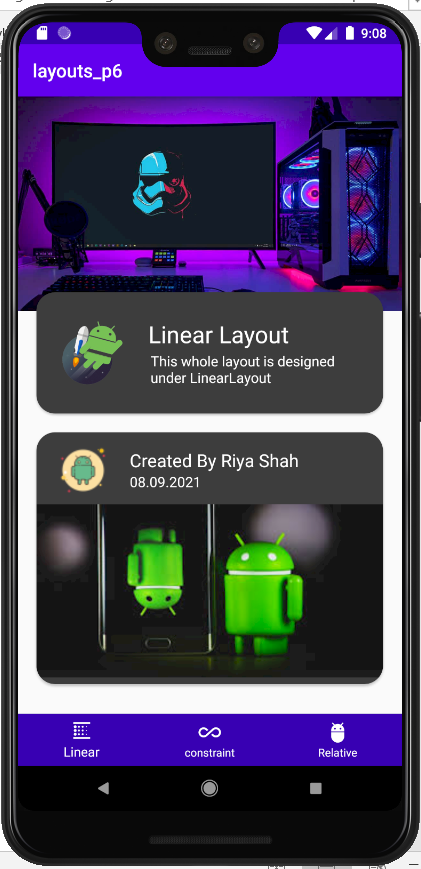 9:08
layouts_p6
Linear Layout
This whole layout is designed
under LinearLayout
Created By Riya Shah
08.09.2021
Linear
constraint
Relative